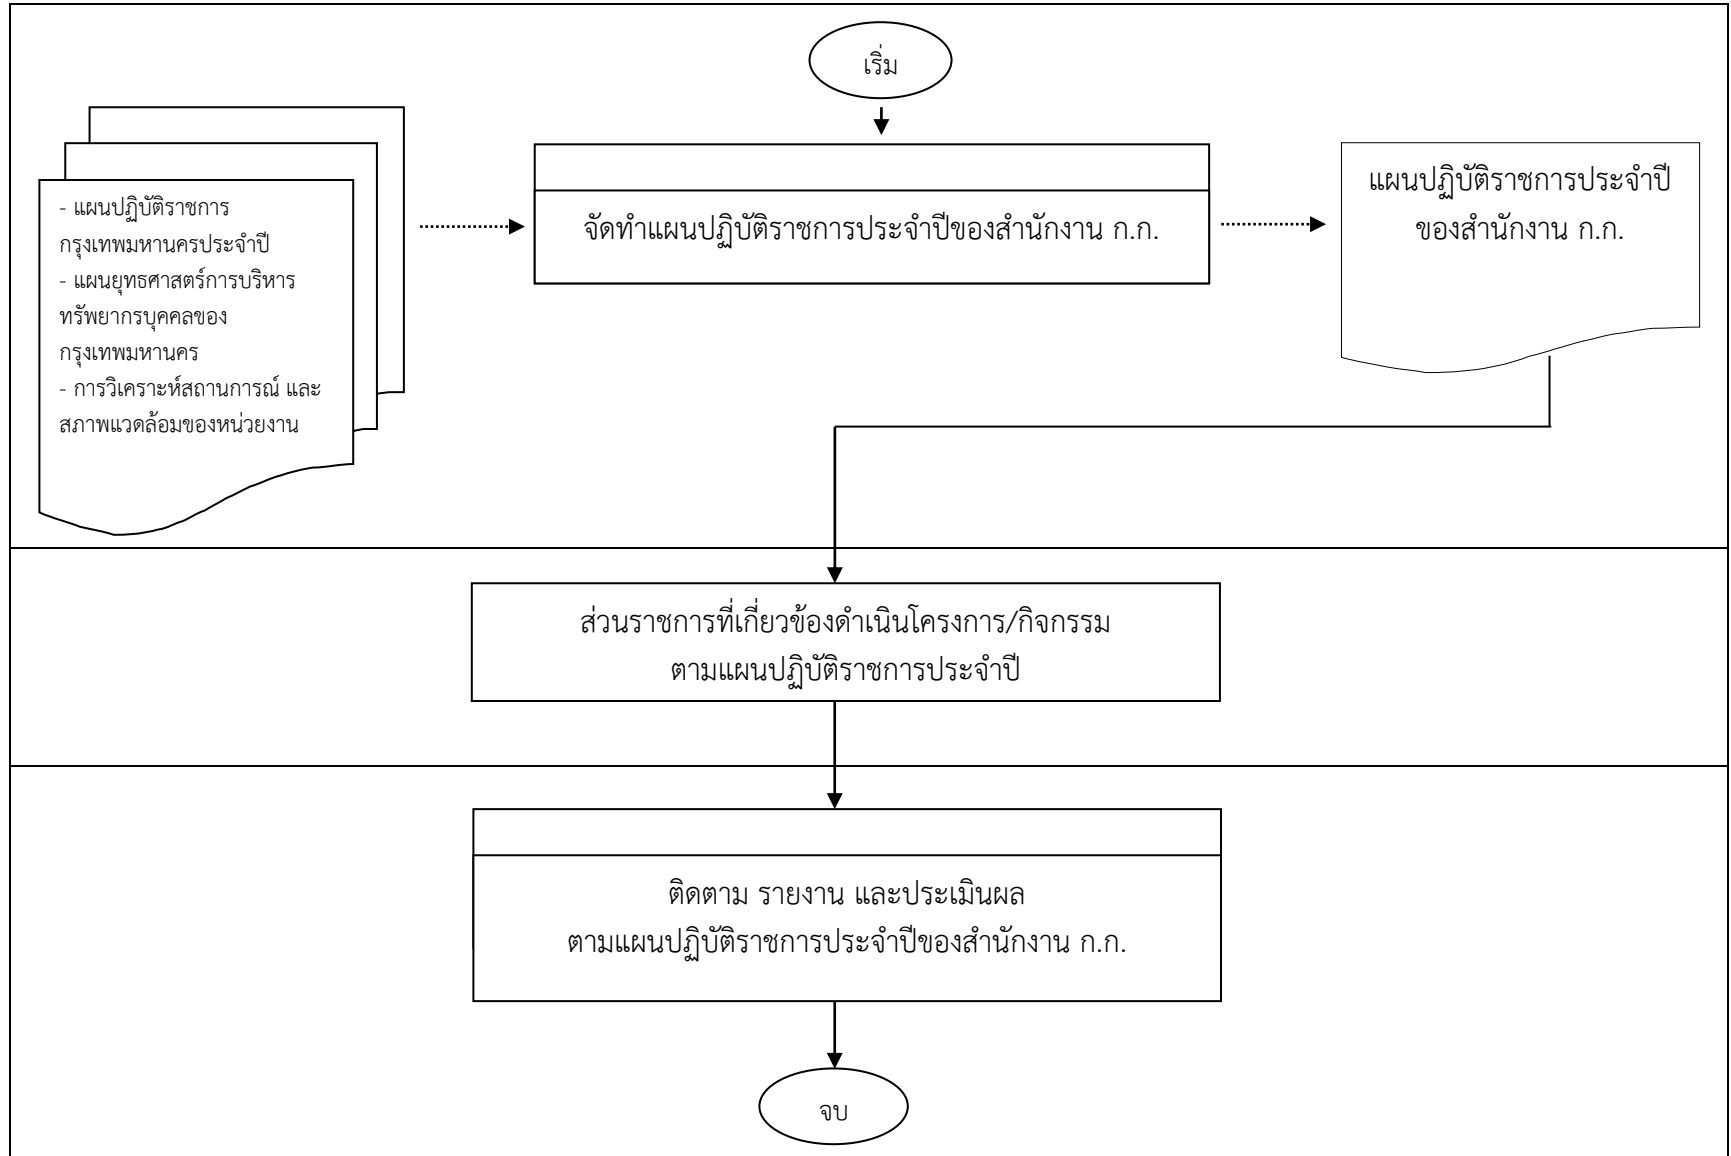 เริ่ม
- แผนปฏิบัติราชการ
กรุงเทพมหานครประจำปี
- แผนยุทธศาสตร์การบริหาร
ทรัพยากรบุคคลของ
กรุงเทพมหานคร
- การวิเคราะห์สถานการณ์ และ
สภาพแวดล้อมของหน่วยงาน
จัดทำแผนปฏิบัติราชการประจำปีของสำนักงาน ก.ก.
แผนปฏิบัติราชการประจำปี
ของสำนักงาน ก.ก.
ส่วนราชการที่เกี่ยวข้องดำเนินโครงการ/กิจกรรม
ตามแผนปฏิบัติราชการประจำปี
ติดตาม รายงาน และประเมินผล
ตามแผนปฏิบัติราชการประจำปีของสำนักงาน ก.ก.
จบ